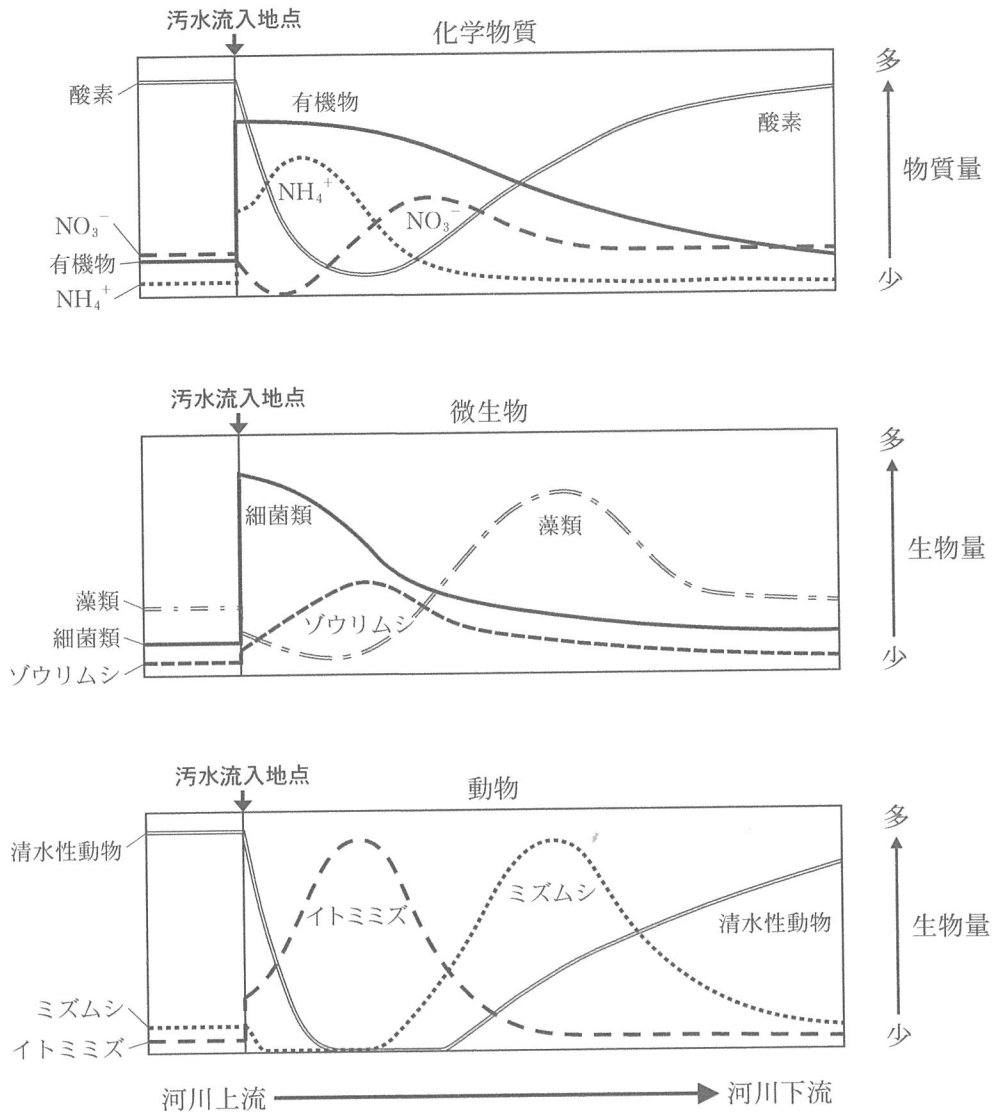 汚水流入地点
化学物質
酸素
有機物
酸素
NH₄⁺
NO₃⁻
NO₃⁻
有機物
NH₄⁺
多
物質量
少
汚水流入地点
微生物
細菌類
藻類
藻類
ゾウリムシ
細菌類
ゾウリムシ
多
生物量
少
汚水流入地点
動物
清水性動物
イトミミズ
ミズムシ
清水性動物
ミズムシ
イトミミズ
多
生物量
少
河川上流
河川下流